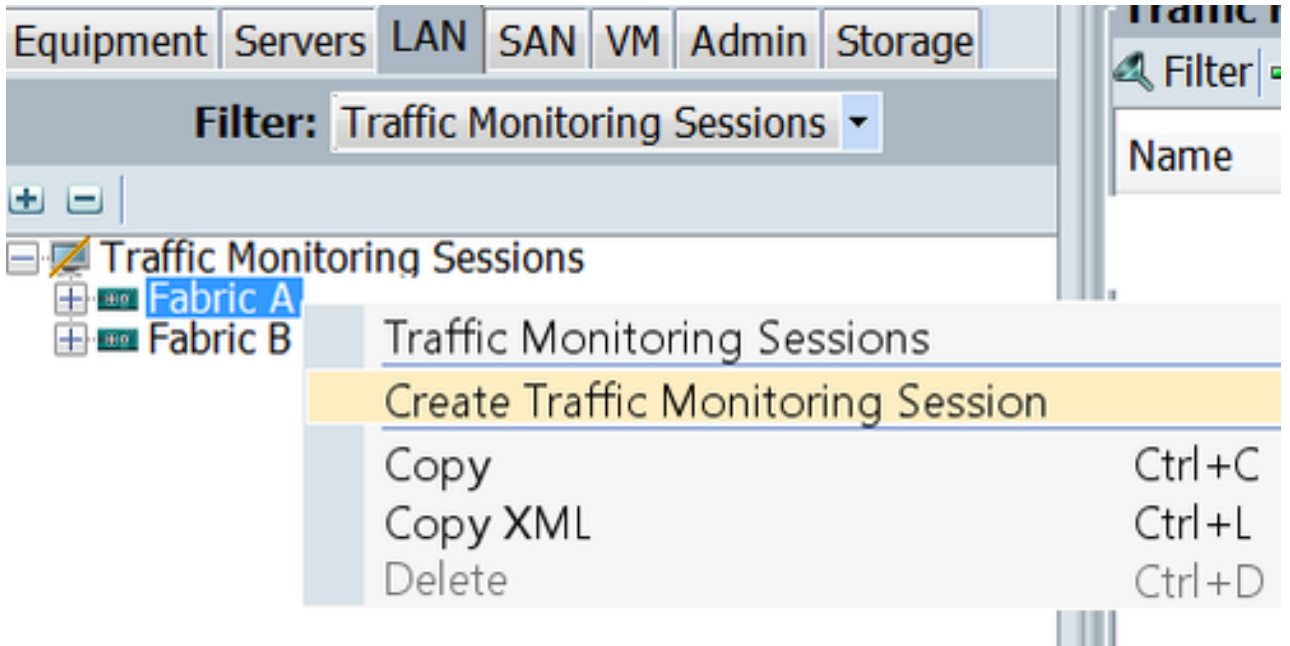 Equipment Servers LAN SAN VM Admin Storage
Filter: Traffic Monitoring Sessions
Traffic Monitoring Sessions
Fabric A
Fabric B
Traffic Monitoring Sessions
Create Traffic Monitoring Session
Copy Ctrl+C
Copy XML Ctrl+L
Delete Ctrl+D
Traffic
Filter
Name